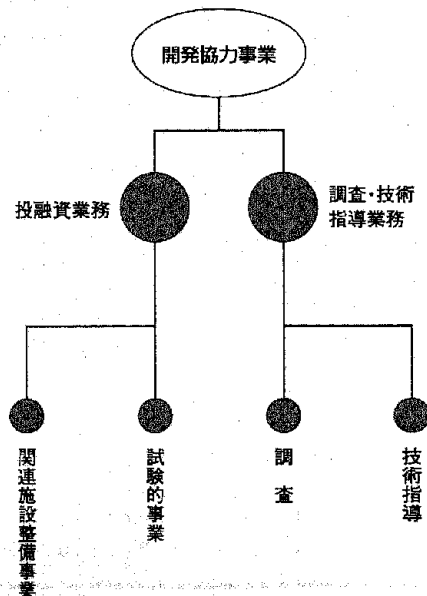 開発協力事業
投融資業務
調査・技術
指導業務
関連施設整備事業
試験的事業
調査
技術指導